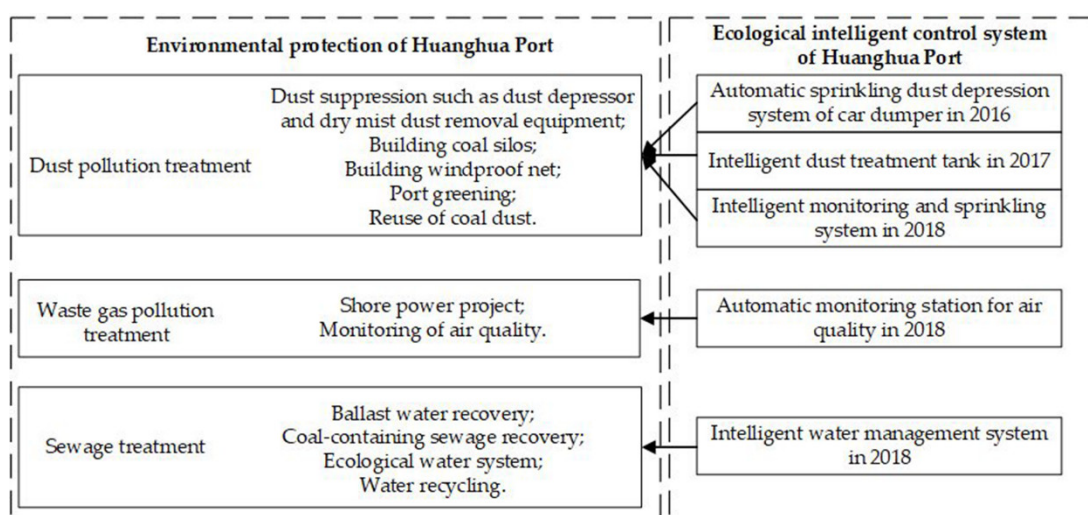 Environmental protection of Huanghua Port
Dust pollution treatment
Dust suppression such as dust depressor
and dry mist dust removal equipment;
Building coal silos;
Building windproof net;
Port greening;
Reuse of coal dust.
Waste gas pollution
treatment
Shore power project;
Monitoring of air quality.
Sewage treatment
Ballast water recovery;
Coal-containing sewage recovery;
Ecological water system;
Water recycling.
Ecological intelligent control system
of Huanghua Port
Automatic sprinkling dust depression
system of car dumper in 2016
Intelligent dust treatment tank in 2017
Intelligent monitoring and sprinkling
system in 2018
Automatic monitoring station for air
quality in 2018
Intelligent water management system
in 2018